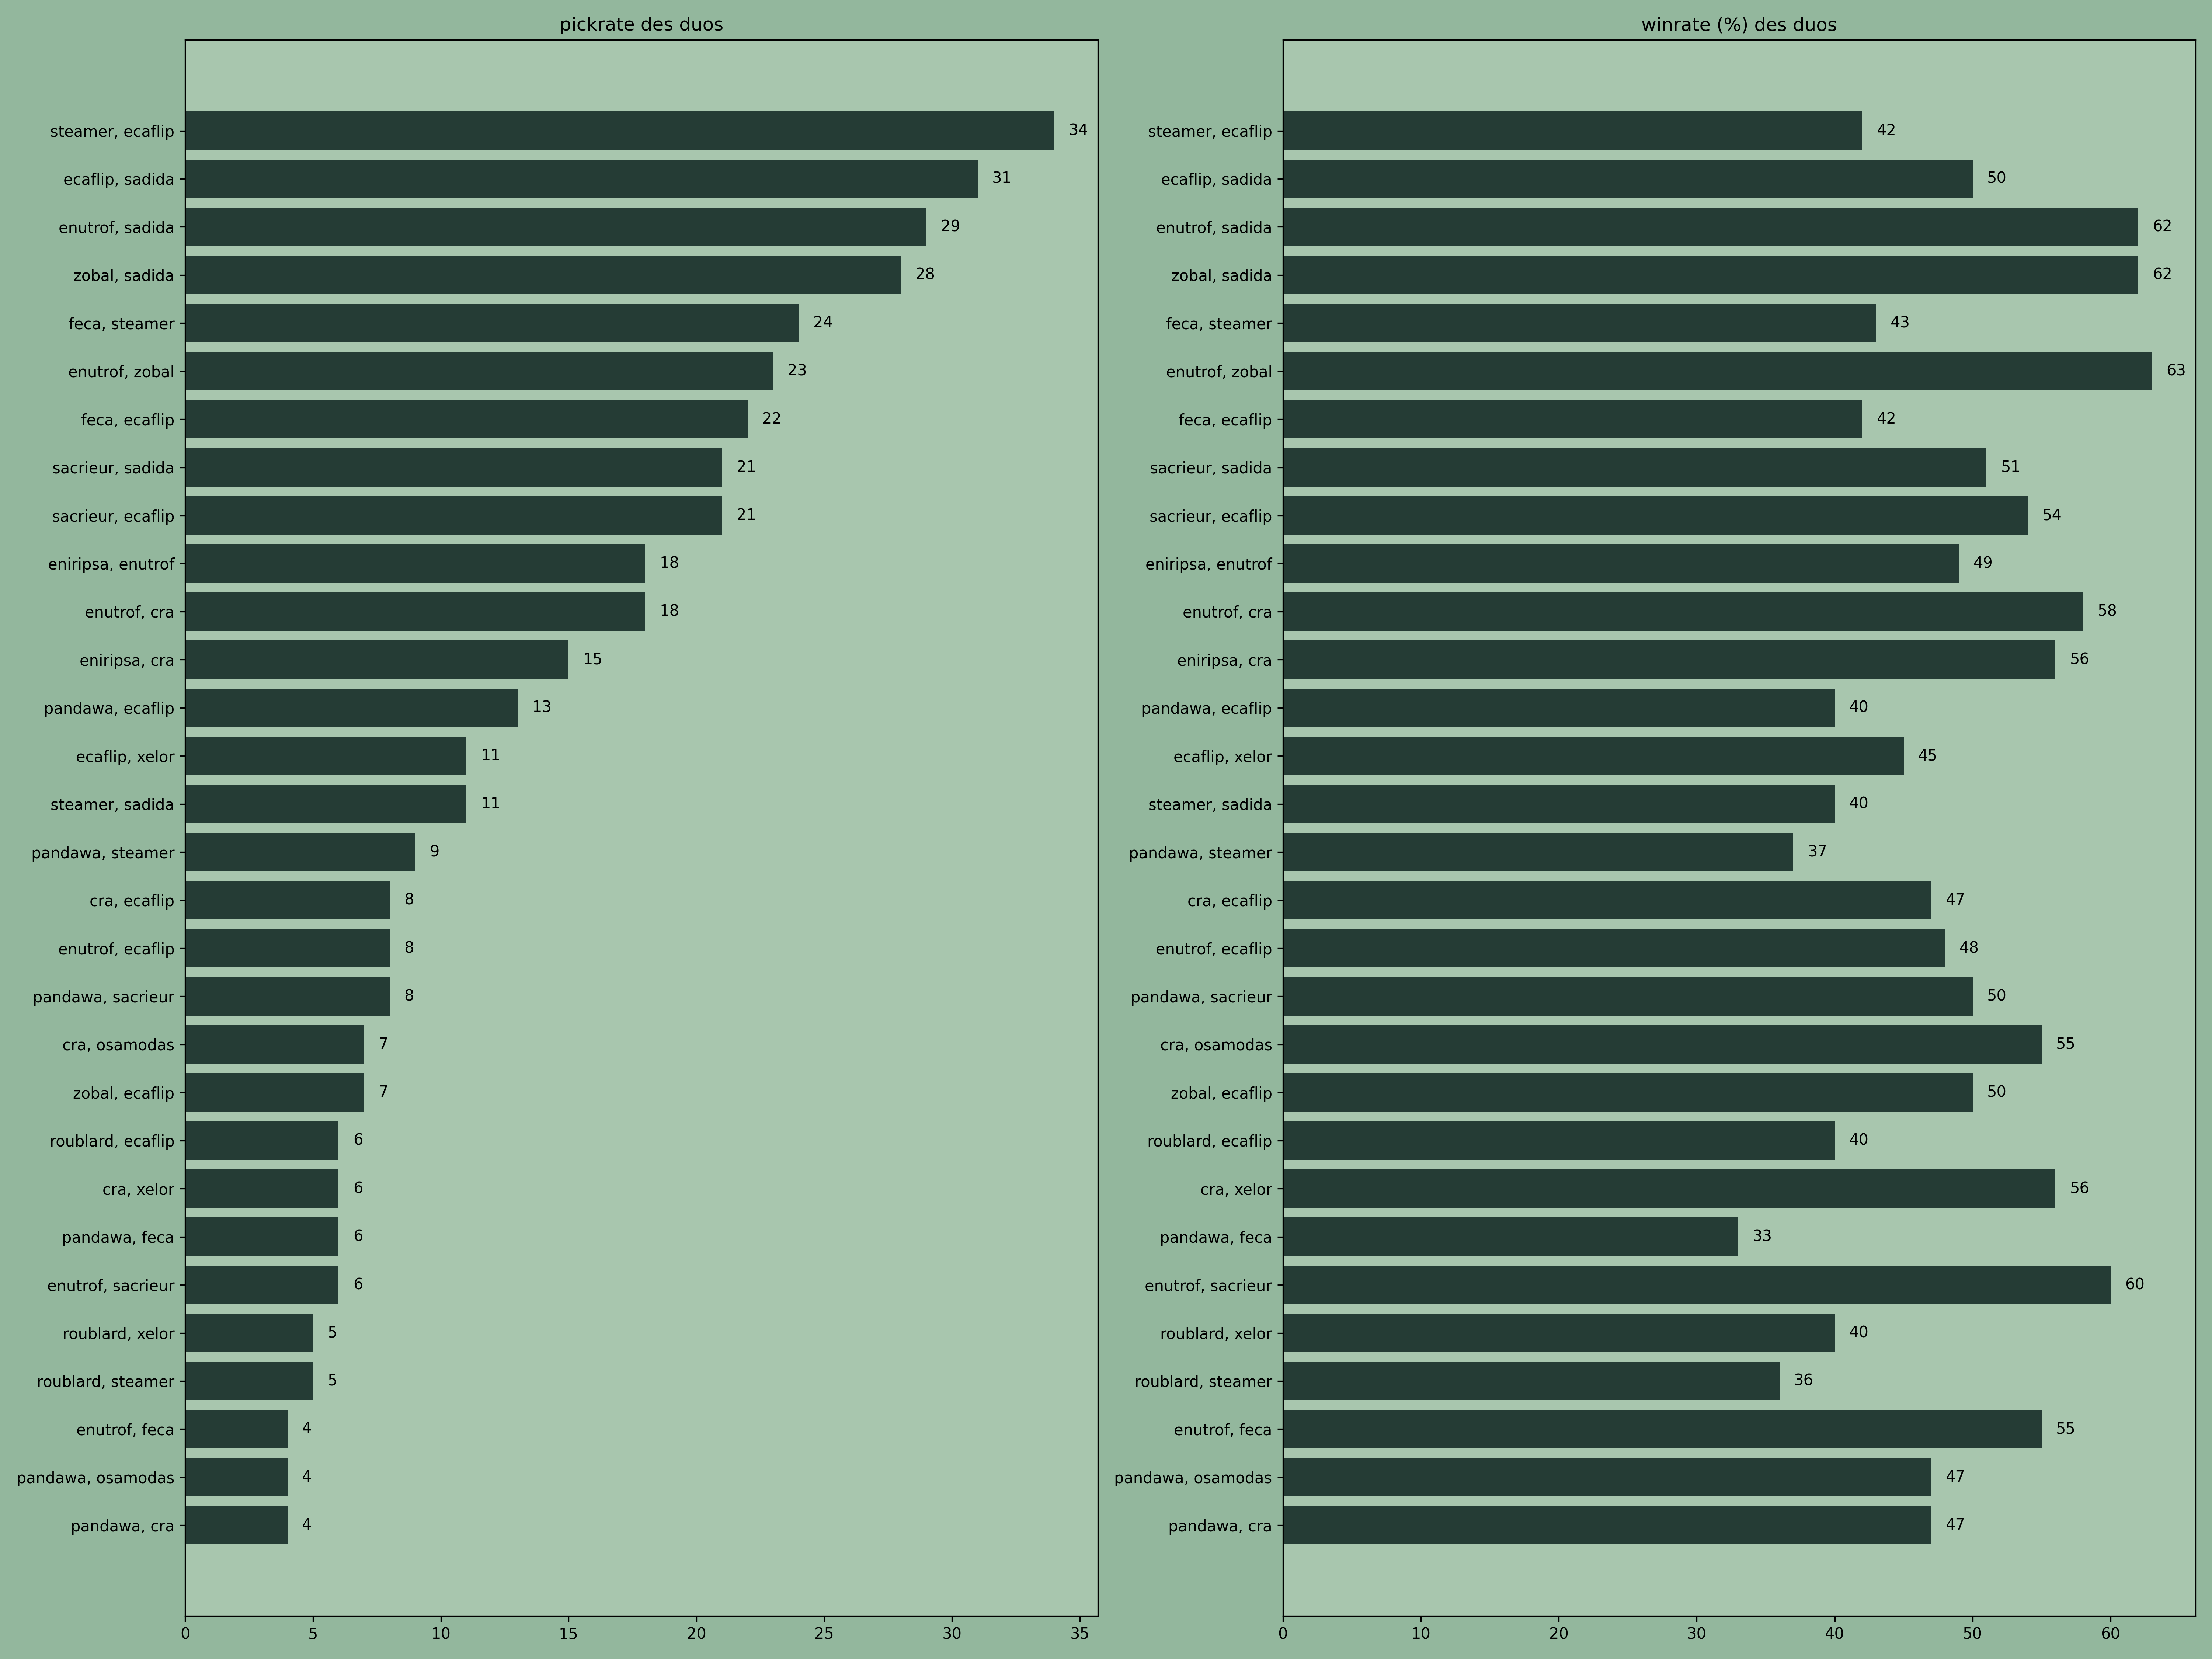 pickrate des duos
steamer, ecaflip 34
ecaflip, sadida 31
enutrof, sadida 29
zobal, sadida 28
feca, steamer 24
enutrof, zobal 23
feca, ecaflip 22
sacrieur, sadida 21
sacrieur, ecaflip 21
eniripsa, enutrof 18
enutrof, cra 18
eniripsa, cra 15
pandawa, ecaflip 13
ecaflip, xelor 11
steamer, sadida 11
pandawa, steamer 9
cra, ecaflip 8
enutrof, ecaflip 8
pandawa, sacrieur 8
cra, osamodas 7
zobal, ecaflip 7
roublard, ecaflip 6
cra, xelor 6
pandawa, feca 6
enutrof, sacrieur 6
roublard, xelor 5
roublard, steamer 5
enutrof, feca 4
pandawa, osamodas 4
pandawa, cra 4
0 5 10 15 20 25 30 35
winrate (%) des duos
steamer, ecaflip 42
ecaflip, sadida 50
enutrof, sadida 62
zobal, sadida 62
feca, steamer 43
enutrof, zobal 63
feca, ecaflip 42
sacrieur, sadida 51
sacrieur, ecaflip 54
eniripsa, enutrof 49
enutrof, cra 58
eniripsa, cra 56
pandawa, ecaflip 40
ecaflip, xelor 45
steamer, sadida 40
pandawa, steamer 37
cra, ecaflip 47
enutrof, ecaflip 48
pandawa, sacrieur 50
cra, osamodas 55
zobal, ecaflip 50
roublard, ecaflip 40
cra, xelor 56
pandawa, feca 33
enutrof, sacrieur 60
roublard, xelor 40
roublard, steamer 36
enutrof, feca 55
pandawa, osamodas 47
pandawa, cra 47
0 10 20 30 40 50 60